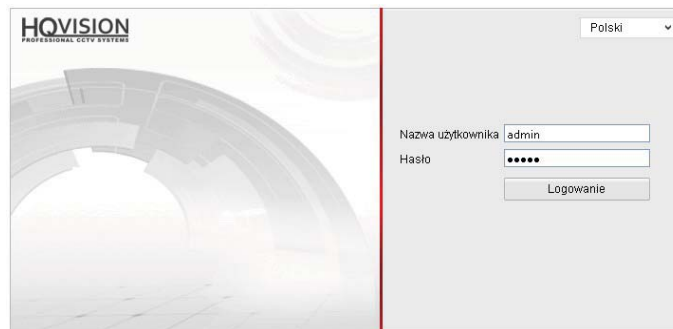 HQVISION
PROFESSIONAL CCTV SYSTEMS
Polski
Nazwa użytkownika admin
Hasło •••••
Logowanie